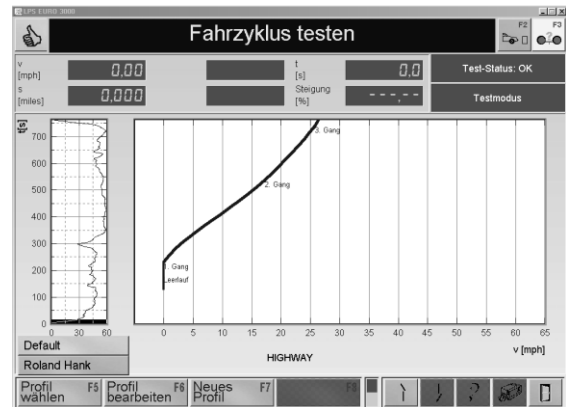 LPS EURO 3000
Fahrzyklus testen
F2
F3
v [mph]
0,00
t [s]
0,0
Test-Status: OK
s [miles]
0,000
Steigung [%]
---,--
Testmodus
t[s]
700
600
500
400
300
200
100
0
0 30 60
3. Gang
2. Gang
1. Gang
Leerlauf
0 5 10 15 20 25 30 35 40 45 50 55 60 65
v [mph]
HIGHWAY
Default
Roland Hank
Profil wählen F5
Profil bearbeiten F6
Neues Profil F7
F8